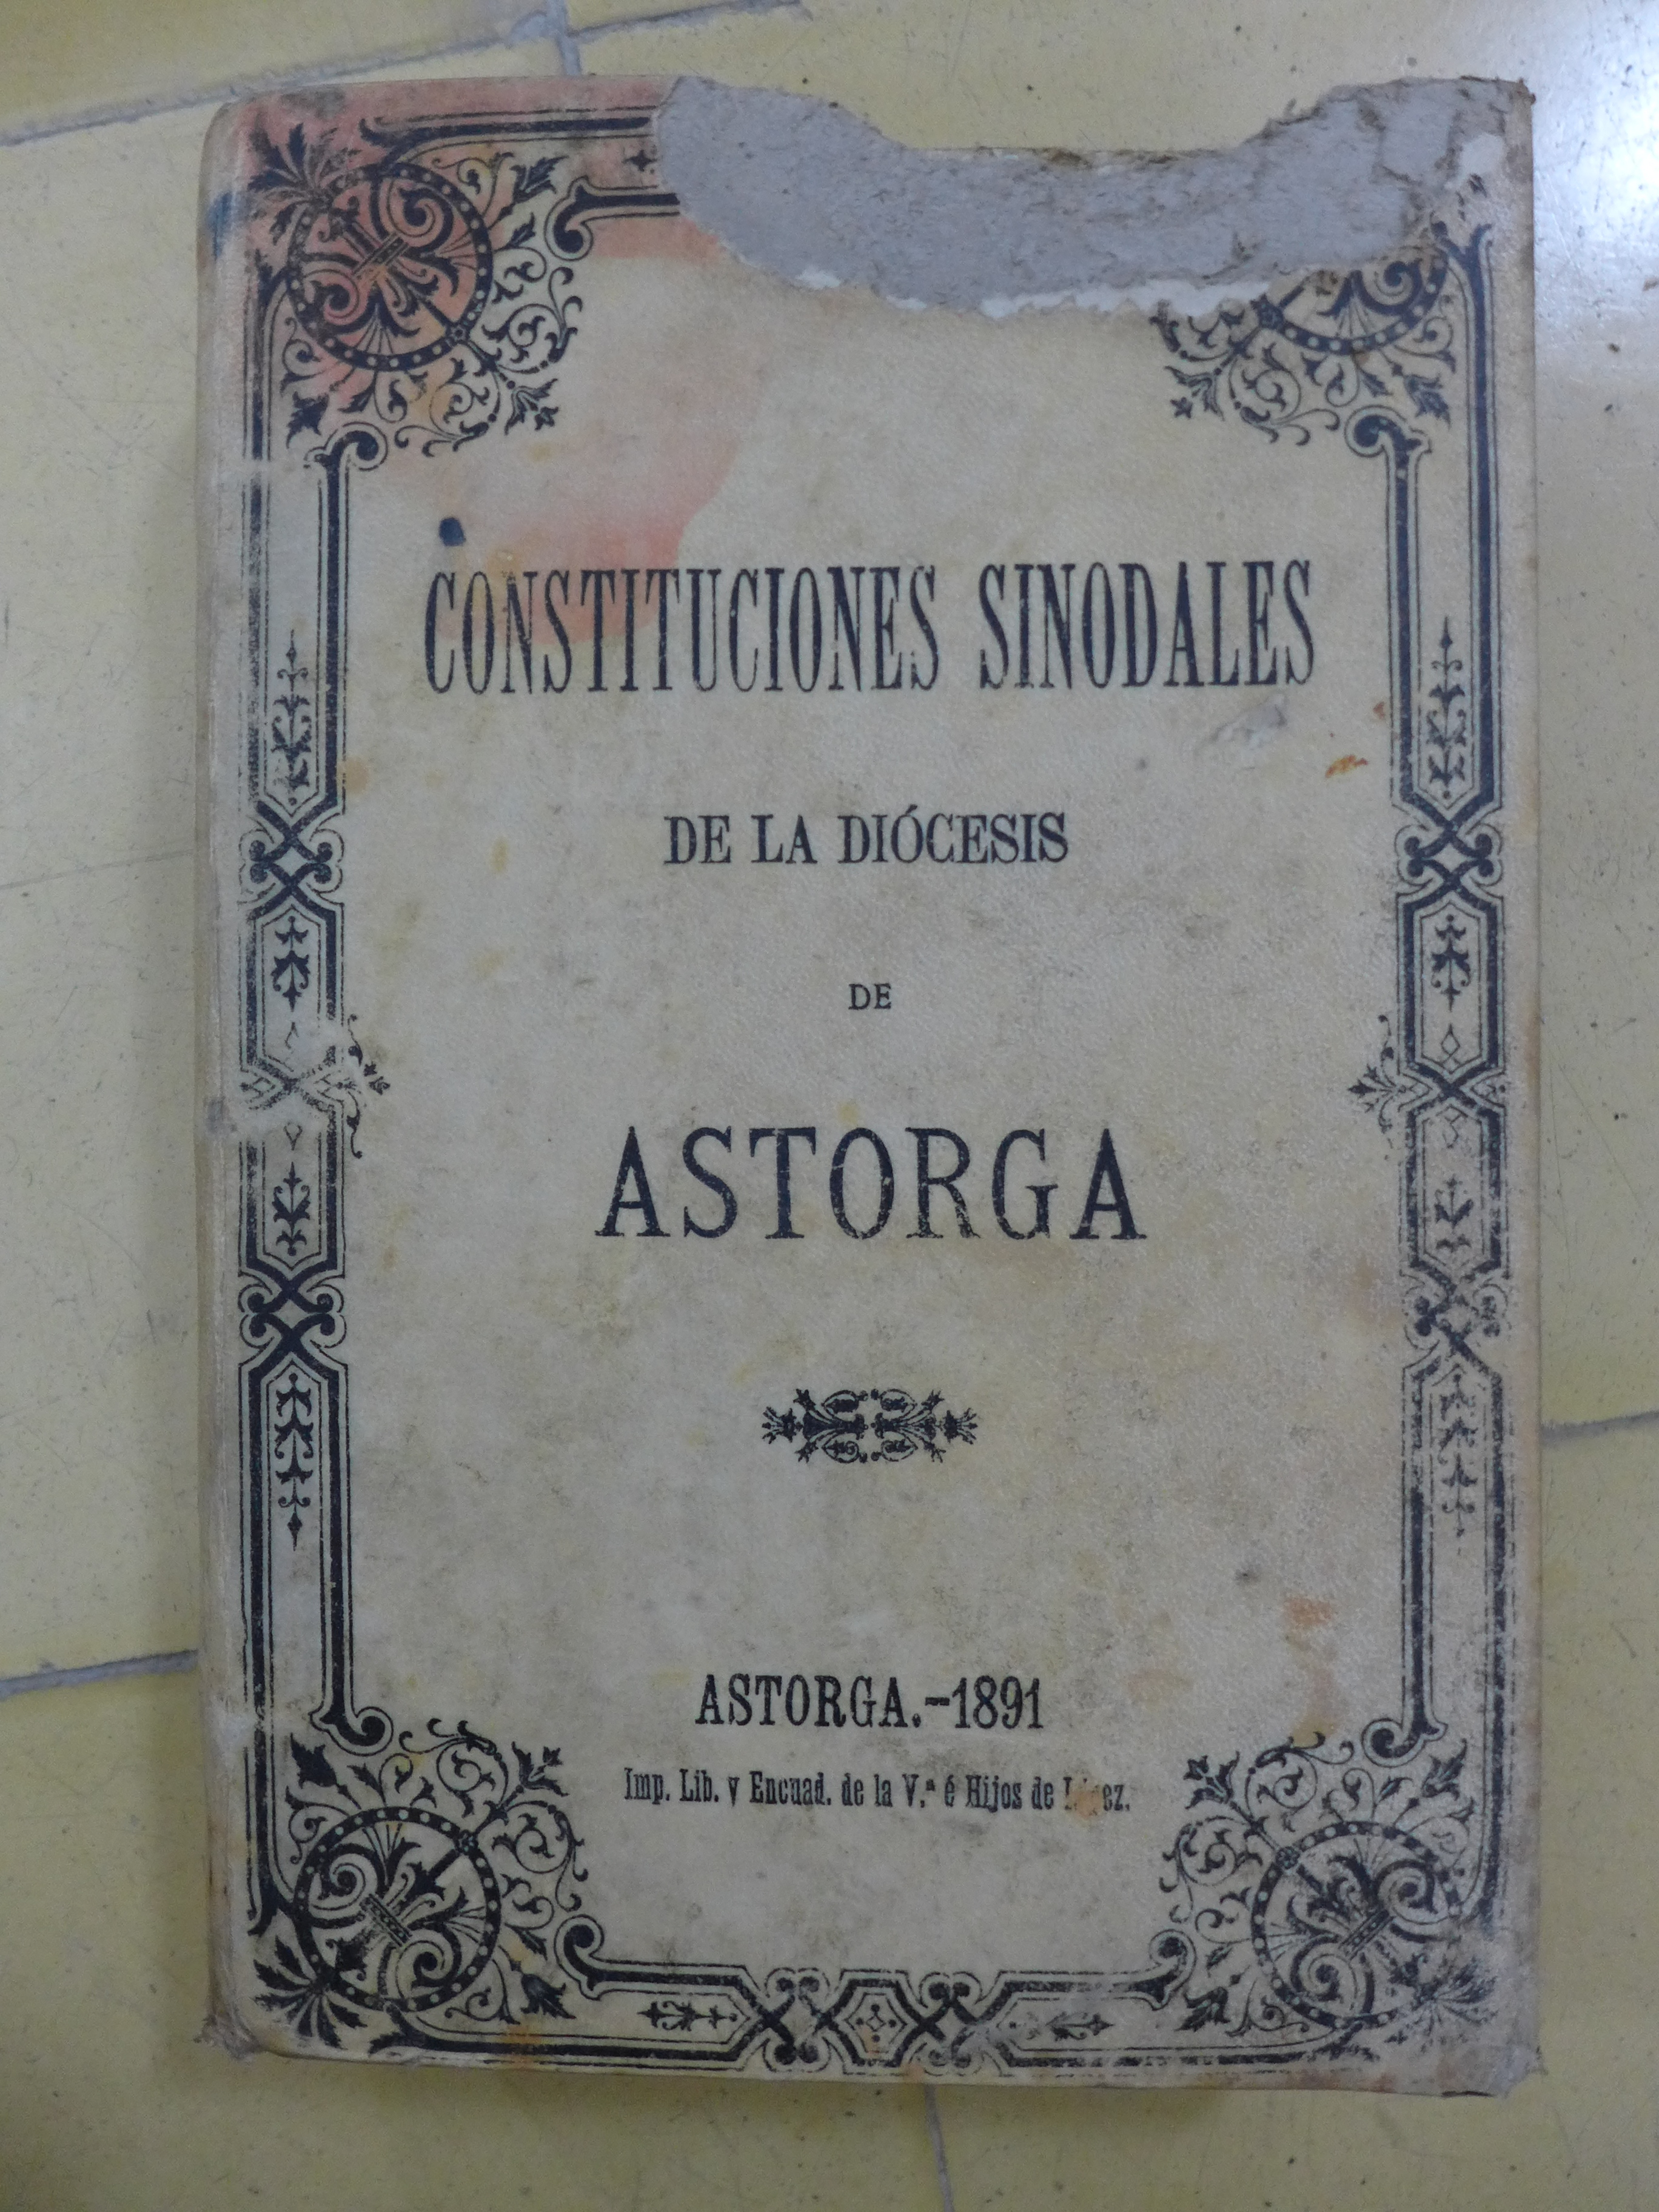 CONSTITUCIONES SINODALES
DE LA DIÓCESIS
DE
ASTORGA
ASTORGA.-1891
Imp. Lib. y Encuad. de la V.ª é Hijos de